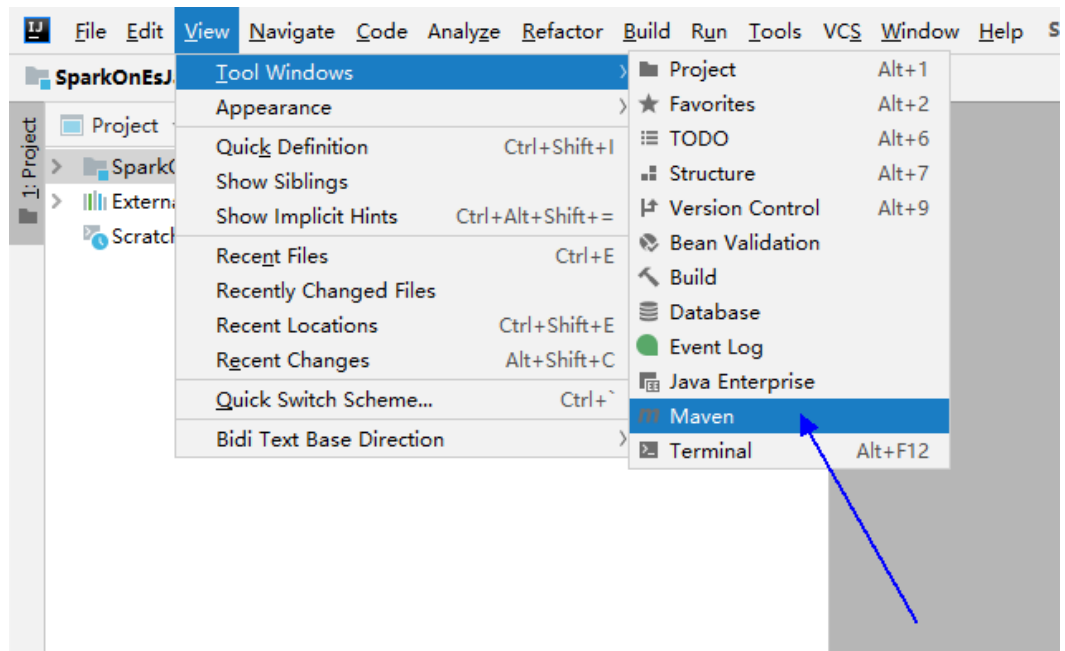 IJ File Edit View Navigate Code Analyze Refactor Build Run Tools VCS Window Help S
SparkOnEsJ
1: Project
Project
Spark
Externa
Scratch
Tool Windows
Appearance
Quick Definition Ctrl+Shift+I
Show Siblings
Show Implicit Hints Ctrl+Alt+Shift+=
Recent Files Ctrl+E
Recently Changed Files
Recent Locations Ctrl+Shift+E
Recent Changes Alt+Shift+C
Quick Switch Scheme... Ctrl+`
Bidi Text Base Direction
Project Alt+1
Favorites Alt+2
TODO Alt+6
Structure Alt+7
Version Control Alt+9
Bean Validation
Build
Database
Event Log
Java Enterprise
Maven
Terminal Alt+F12